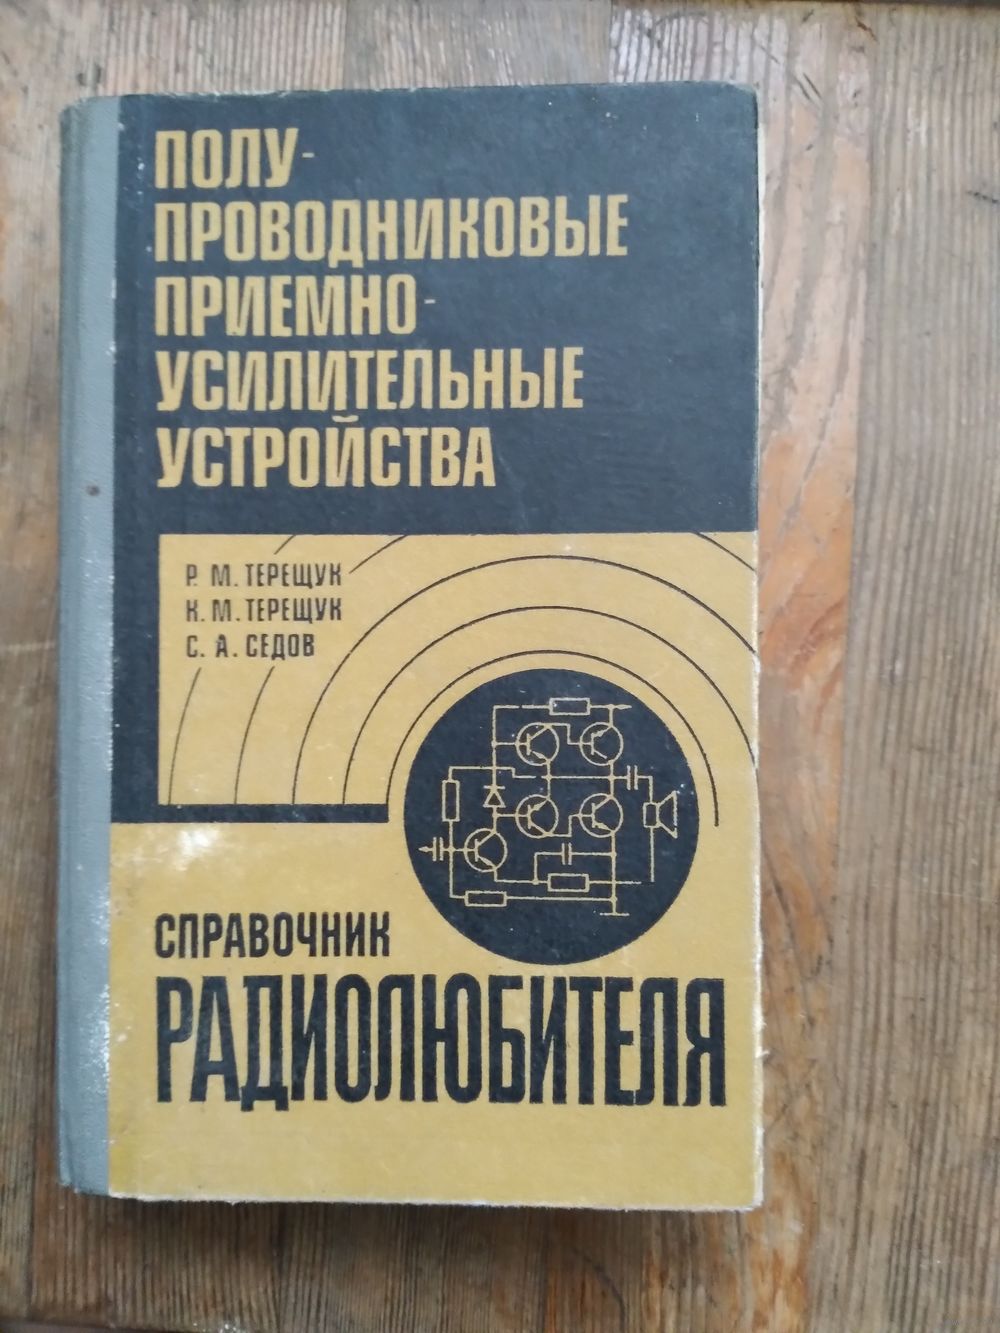 ПОЛУ-
ПРОВОДНИКОВЫЕ
ПРИЕМНО-
УСИЛИТЕЛЬНЫЕ
УСТРОЙСТВА
Р. М. ТЕРЕЩУК
К. М. ТЕРЕЩУК
С. А. СЕДОВ
СПРАВОЧНИК
РАДИОЛЮБИТЕЛЯ